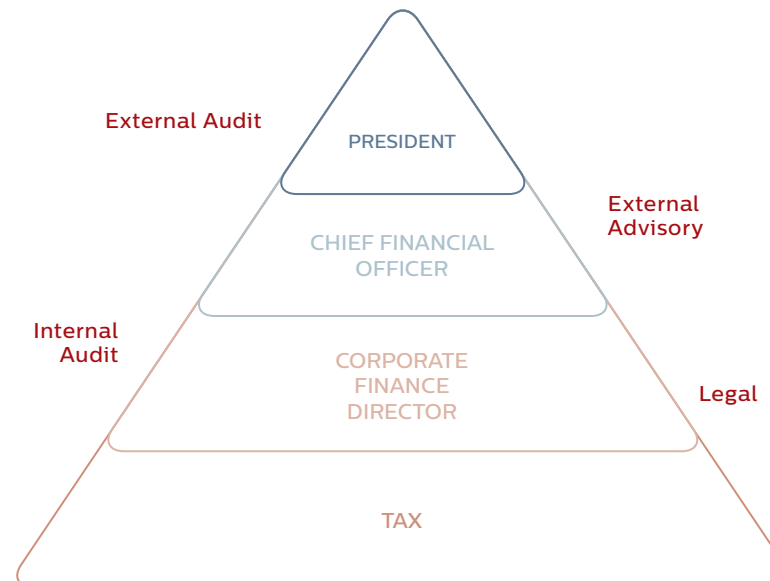 External Audit
PRESIDENT
External
Advisory
CHIEF FINANCIAL
OFFICER
Internal
Audit
CORPORATE
FINANCE
DIRECTOR
Legal
TAX